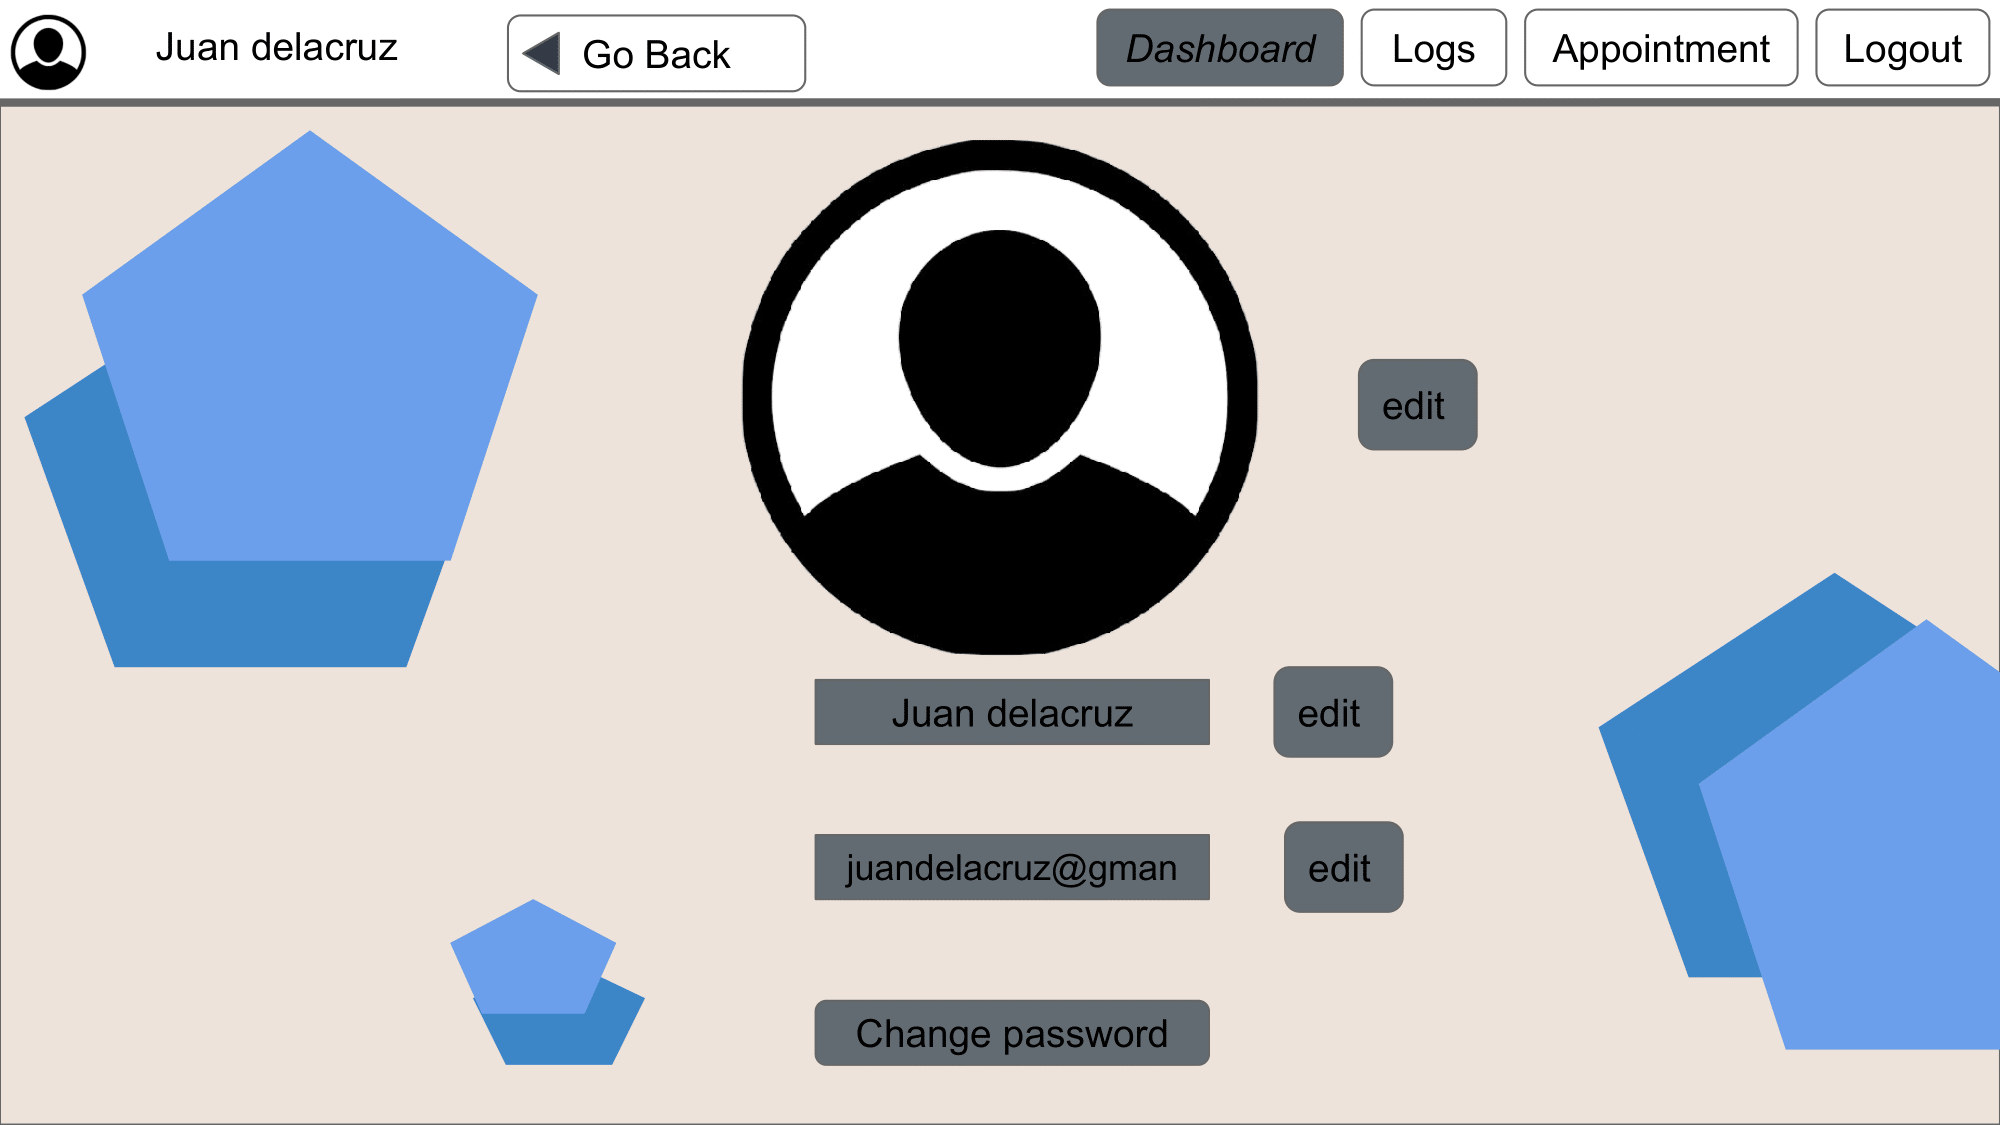 Juan delacruz
Go Back
Dashboard
Logs
Appointment
Logout
edit
Juan delacruz
edit
juandelacruz@gman
edit
Change password